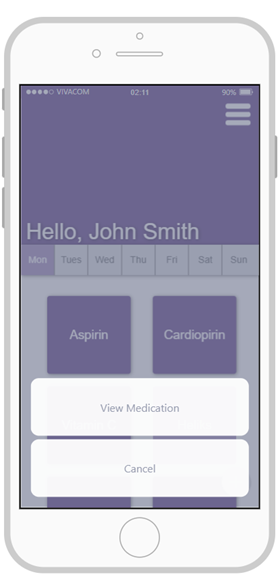 VIVACOM 02:11 90%
Hello, John Smith
Mon Tues Wed Thu Fri Sat Sun
Aspirin Cardiopirin
View Medication
Cancel